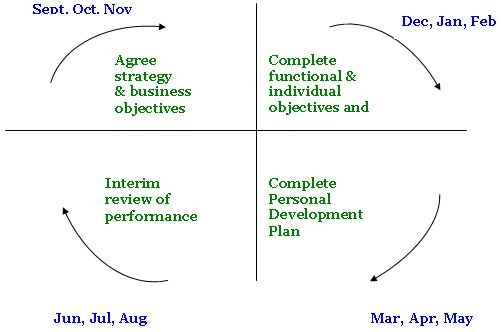 Sept, Oct, Nov
Dec, Jan, Feb
Agree
strategy
& business
objectives
Complete
functional &
individual
objectives and
Interim
review of
performance
Complete
Personal
Development
Plan
Jun, Jul, Aug
Mar, Apr, May